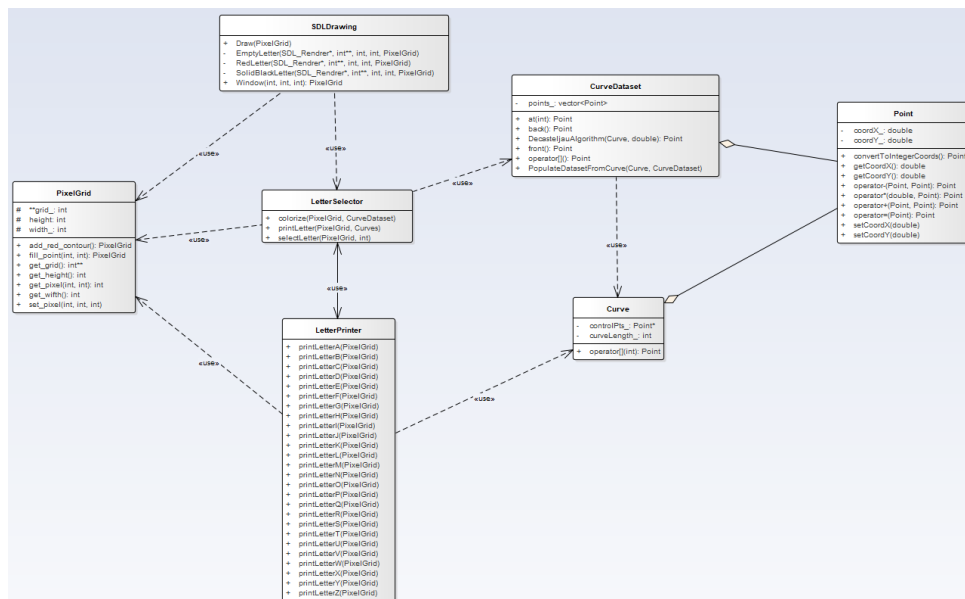 SDLDrawing
+ Draw(PixelGrid)
- EmptyLetter(SDL_Rendrer*, int**, int, int, PixelGrid)
- RedLetter(SDL_Rendrer*, int**, int, int, PixelGrid)
- SolidBlackLetter(SDL_Rendrer*, int**, int, int, PixelGrid)
+ Window(int, int, int): PixelGrid
CurveDataset
- points_: vector<Point>
+ at(int): Point
+ back(): Point
+ DecasteljauAlgorithm(Curve, double): Point
+ front(): Point
+ operator[](): Point
+ PopulateDatasetFromCurve(Curve, CurveDataset)
Point
- coordX_: double
- coordY_: double
+ convertToIntegerCoords(): Point
+ getCoordX(): double
+ getCoordY(): double
+ operator-(Point, Point): Point
+ operator*(double, Point): Point
+ operator+(Point, Point): Point
+ operator=(Point): Point
+ setCoordX(double)
+ setCoordY(double)
«use»
«use»
«use»
PixelGrid
# **grid_: int
# height: int
# width_: int
+ add_red_contour(): PixelGrid
+ fill_point(int, int): PixelGrid
+ get_grid(): int**
+ get_height(): int
+ get_pixel(int, int): int
+ get_wifth(): int
+ set_pixel(int, int, int)
LetterSelector
+ colorize(PixelGrid, CurveDataset)
+ printLetter(PixelGrid, Curves)
+ selectLetter(PixelGrid, int)
«use»
«use»
«use»
Curve
- controlPts_: Point*
- curveLength_: int
+ operator[](int): Point
LetterPrinter
+ printLetterA(PixelGrid)
+ printLetterB(PixelGrid)
+ printLetterC(PixelGrid)
+ printLetterD(PixelGrid)
+ printLetterE(PixelGrid)
+ printLetterF(PixelGrid)
+ printLetterG(PixelGrid)
+ printLetterH(PixelGrid)
+ printLetterI(PixelGrid)
+ printLetterJ(PixelGrid)
+ printLetterK(PixelGrid)
+ printLetterL(PixelGrid)
+ printLetterM(PixelGrid)
+ printLetterN(PixelGrid)
+ printLetterO(PixelGrid)
+ printLetterP(PixelGrid)
+ printLetterQ(PixelGrid)
+ printLetterR(PixelGrid)
+ printLetterS(PixelGrid)
+ printLetterT(PixelGrid)
+ printLetterU(PixelGrid)
+ printLetterV(PixelGrid)
+ printLetterW(PixelGrid)
+ printLetterX(PixelGrid)
+ printLetterY(PixelGrid)
+ printLetterZ(PixelGrid)
«use»
«use»